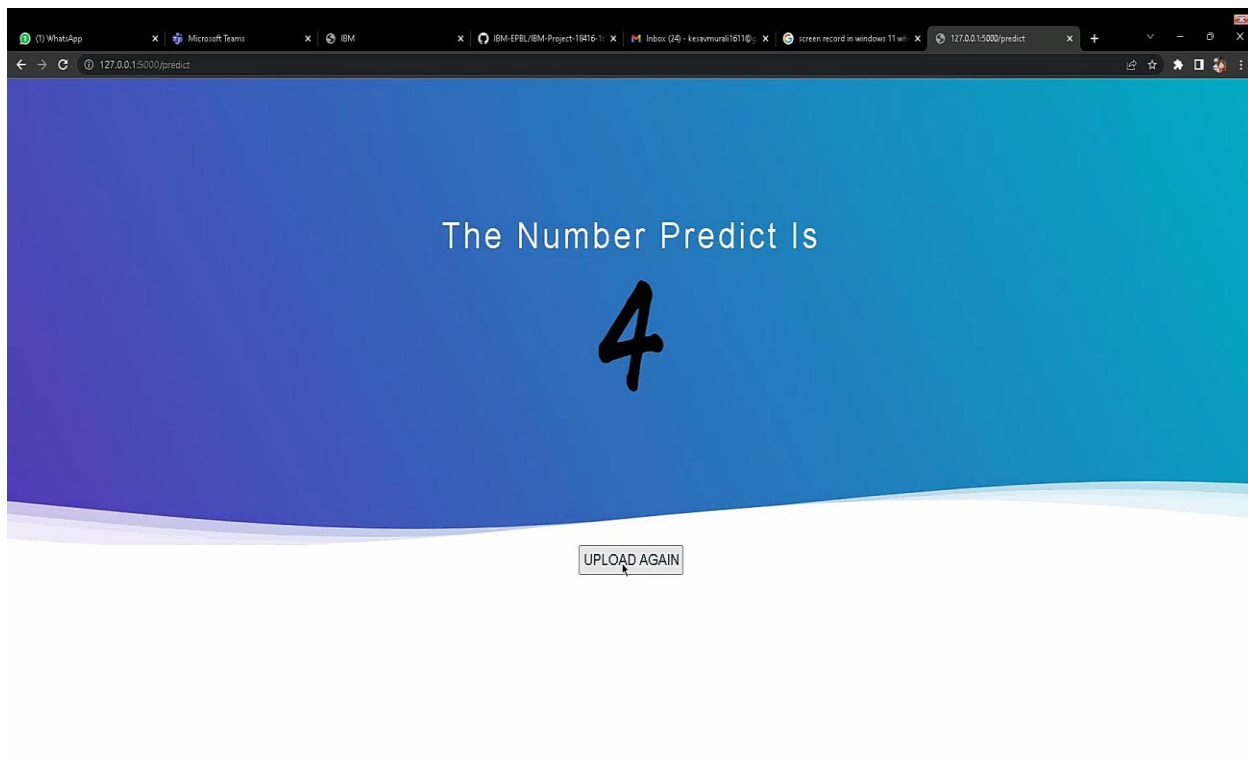 (1) WhatsApp
Microsoft Teams
IBM
IBM-EPBL/IBM-Project-18416-1
Inbox (24) - kesavmurali1611@
screen record in windows 11 wi
127.0.0.1:5000/predict
127.0.0.1:5000/predict
The Number Predict Is
4
UPLOAD AGAIN